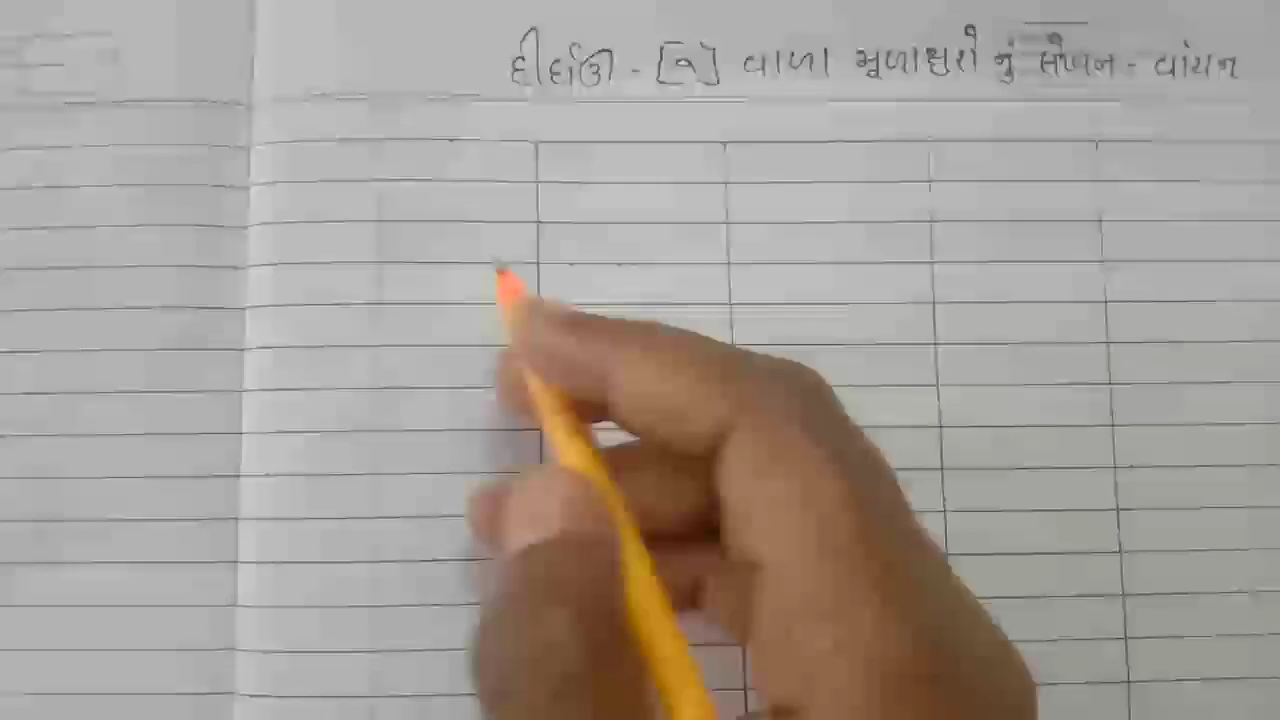 દીર્ઘઊ - [ૂ] વાળા મૂળાક્ષરો નું લેખન - વાંચન